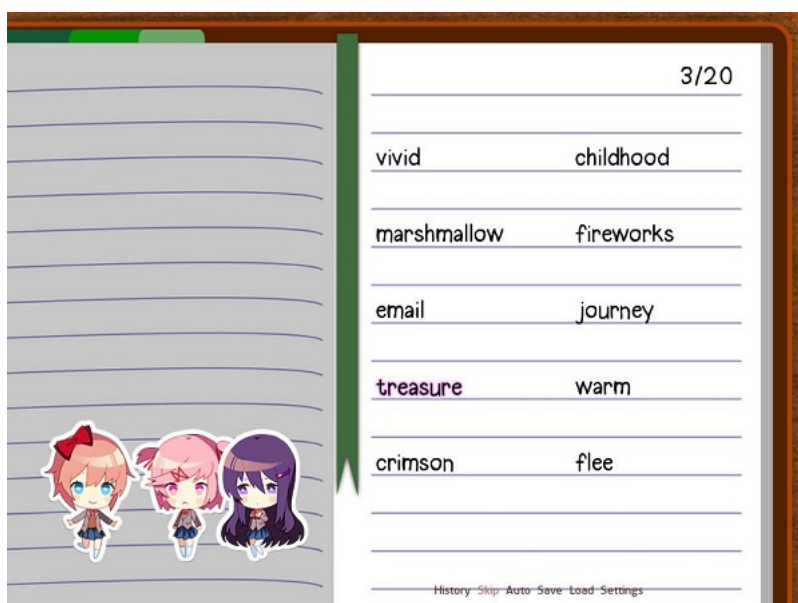 3/20
vivid childhood
marshmallow fireworks
email journey
treasure warm
crimson flee
History Skip Auto Save Load Settings